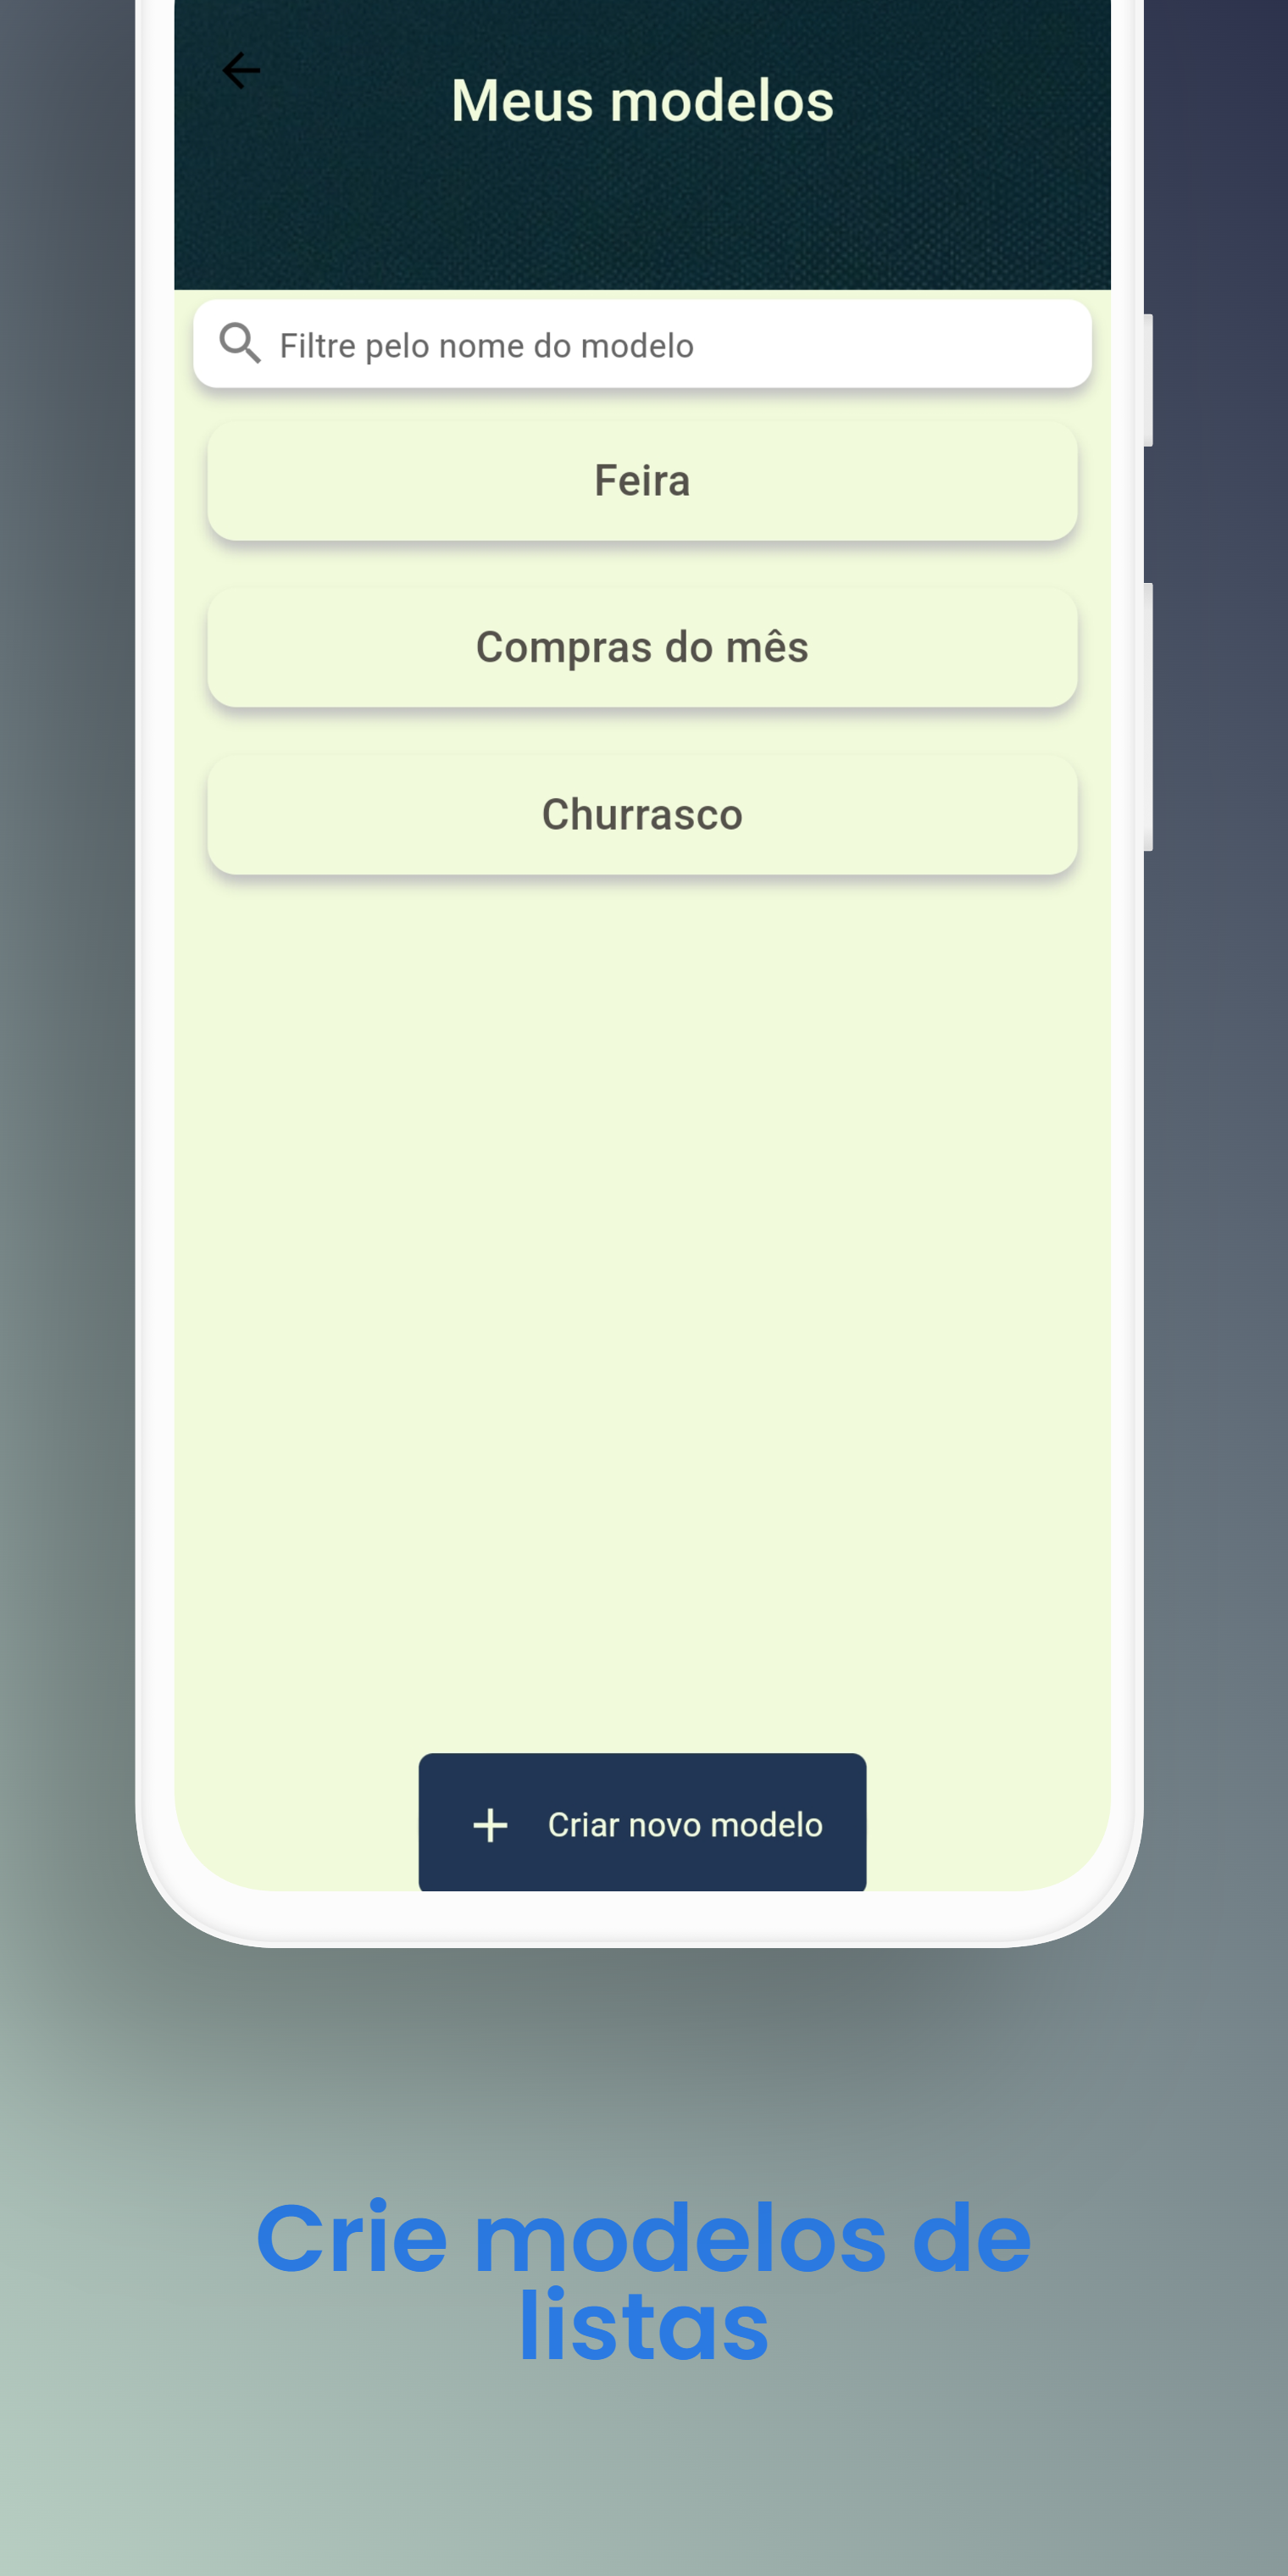 Meus modelos
Filtre pelo nome do modelo
Feira
Compras do mês
Churrasco
Criar novo modelo
Crie modelos de
listas